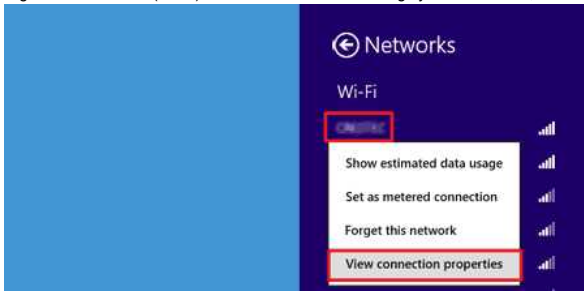 Networks
Wi-Fi
Show estimated data usage
Set as metered connection
Forget this network
View connection properties